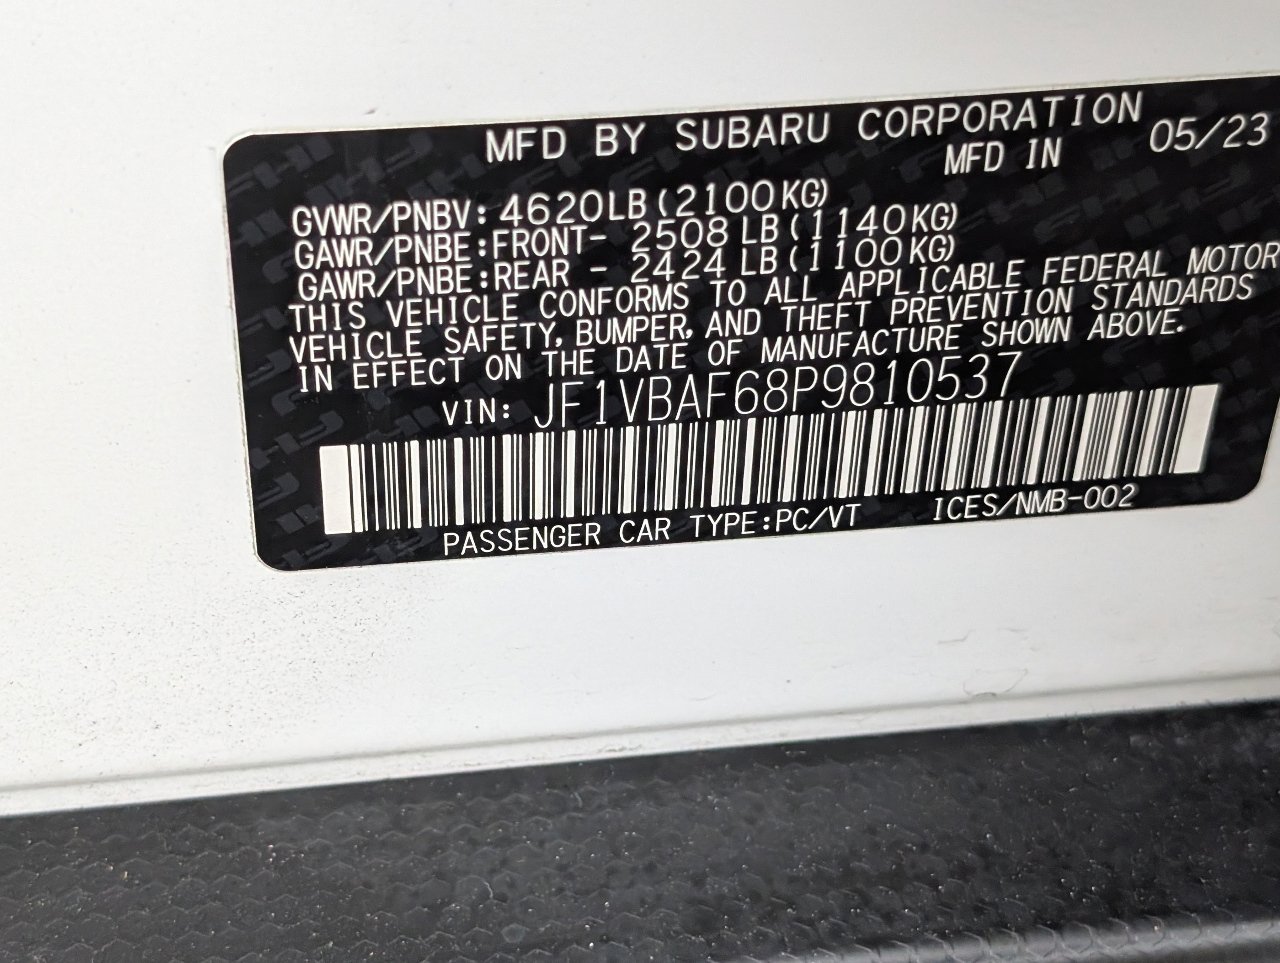 MFD BY SUBARU CORPORATION
MFD IN 05/23
GVWR/PNBV: 4620LB (2100KG)
GAWR/PNBE:FRONT- 2508 LB (1140KG)
GAWR/PNBE:REAR - 2424 LB (1100KG)
THIS VEHICLE CONFORMS TO ALL APPLICABLE FEDERAL MOTOR
VEHICLE SAFETY, BUMPER, AND THEFT PREVENTION STANDARDS
IN EFFECT ON THE DATE OF MANUFACTURE SHOWN ABOVE.
VIN: JF1VBAF68P9810537
PASSENGER CAR TYPE:PC/VT ICES/NMB-002